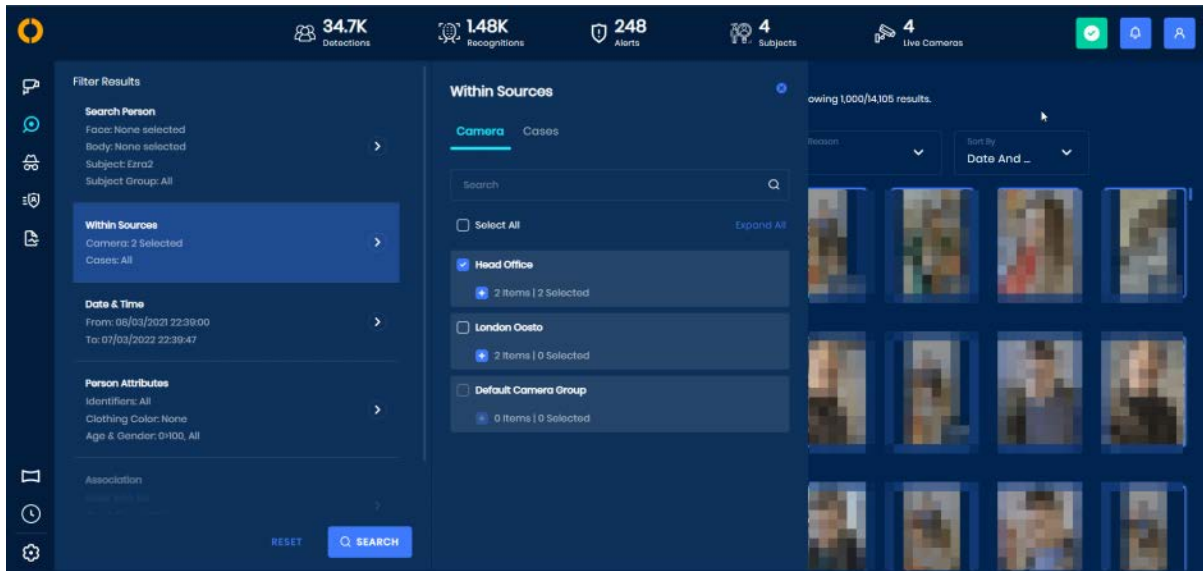 34.7K
Detections
1.48K
Recognitions
248
Alerts
4
Subjects
4
Live Cameras
Filter Results
Search Person
Face: None selected
Body: None selected
Subject: Ezra2
Subject Group: All
Within Sources
Camera: 2 Selected
Cases: All
Date & Time
From: 08/03/2021 22:39:00
To: 07/03/2022 22:39:47
Person Attributes
Identifiers: All
Clothing Color: None
Age & Gender: 0>100, All
Association
RESET
SEARCH
Within Sources
Camera Cases
Search
Select All
Expand All
Head Office
2 Items | 2 Selected
London Oosto
2 Items | 0 Selected
Default Camera Group
0 Items | 0 Selected
owing 1,000/14,105 results.
Reason
Sort By
Date And ...